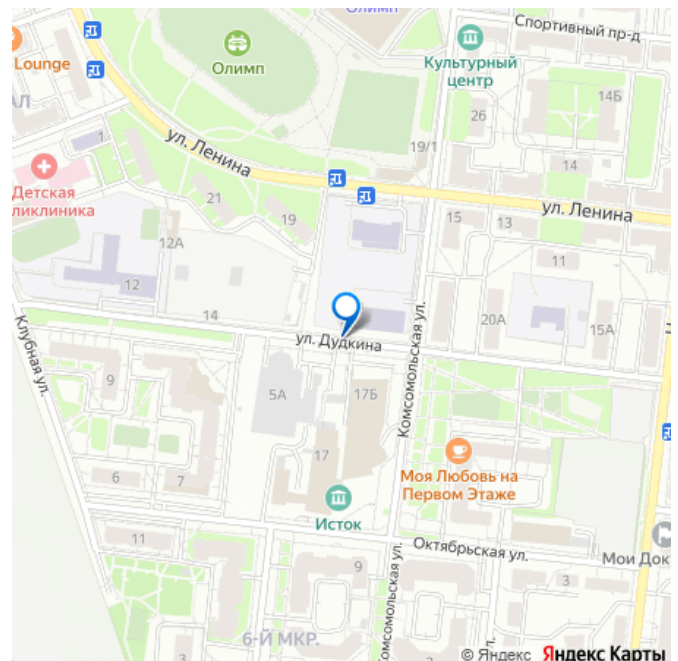 Олимп
Спортивный пр-д
Lounge
Олимп
Культурный
центр
14Б
26
ул. Ленина
19/1
1
14
Детская
иклиника
21
19
15
13
ул. Ленина
12А
11
12
14
20А
15А
ул. Дудкина
Клубная ул.
Комсомольская ул.
9
5А
17Б
17
6
7
Моя Любовь на
Первом Этаже
Исток
11
Октябрьская ул.
Мои Док
9
3
Комсомольская ул.
6-Й МКР.
3
© Яндекс Яндекс Карты